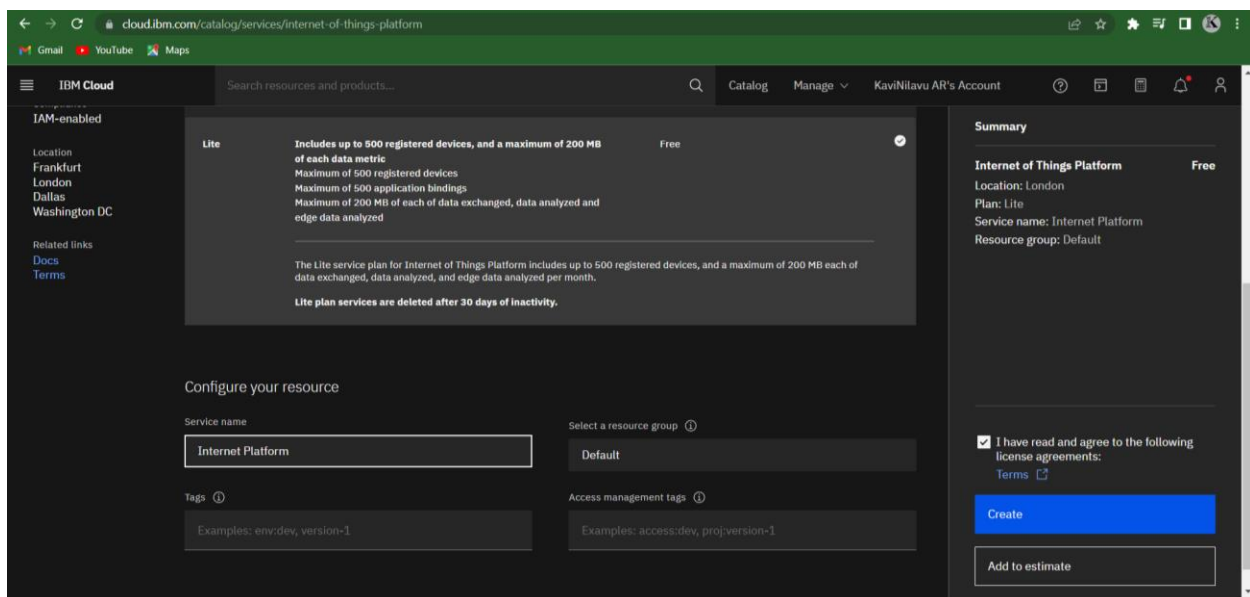 cloud.ibm.com/catalog/services/internet-of-things-platform
Gmail YouTube Maps
IBM Cloud Search resources and products... Catalog Manage KaviNilavu AR's Account
IAM-enabled
Location
Frankfurt
London
Dallas
Washington DC
Related links
Docs
Terms
Lite
Includes up to 500 registered devices, and a maximum of 200 MB
of each data metric
Maximum of 500 registered devices
Maximum of 500 application bindings
Maximum of 200 MB of each of data exchanged, data analyzed and
edge data analyzed
Free
The Lite service plan for Internet of Things Platform includes up to 500 registered devices, and a maximum of 200 MB each of
data exchanged, data analyzed, and edge data analyzed per month.
Lite plan services are deleted after 30 days of inactivity.
Configure your resource
Service name
Internet Platform
Select a resource group
Default
Tags
Examples: env:dev, version-1
Access management tags
Examples: access:dev, proj:version-1
Summary
Internet of Things Platform Free
Location: London
Plan: Lite
Service name: Internet Platform
Resource group: Default
I have read and agree to the following
license agreements:
Terms
Create
Add to estimate